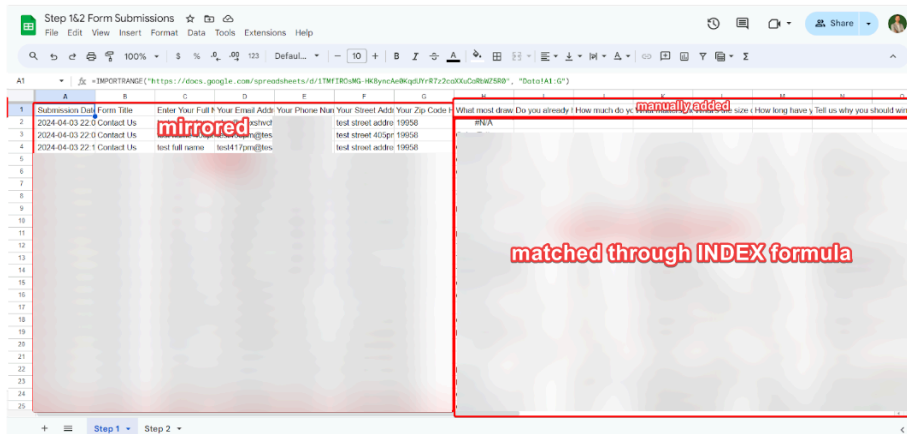 Step 1&2 Form Submissions
File Edit View Insert Format Data Tools Extensions Help
Share
100% $ % .0 .00 123 Defaul... 10 B I A
A1 fx =IMPORTRANGE("https://docs.google.com/spreadsheets/d/
A B C D E F G
1 Submission Dat Form Title Enter Your Full N Your Email Addr Your Phone Num Your Street Addr Your Zip Code What most draw Do you already How much do yo manually added the size How long have y Tell us why you should win
2 2024-04-03 22:0 Contact Us 19958 #N/A
test street addre
mirrored
3 2024-04-03 22:0 Contact Us test street 405pr 19958
4 2024-04-03 22:1 Contact Us test full name test417pm@tes test street addre 19958
5
6
7
8
9
10
11
12
matched through INDEX formula
13
14
15
16
17
18
19
20
21
22
23
24
25
+ Step 1 Step 2